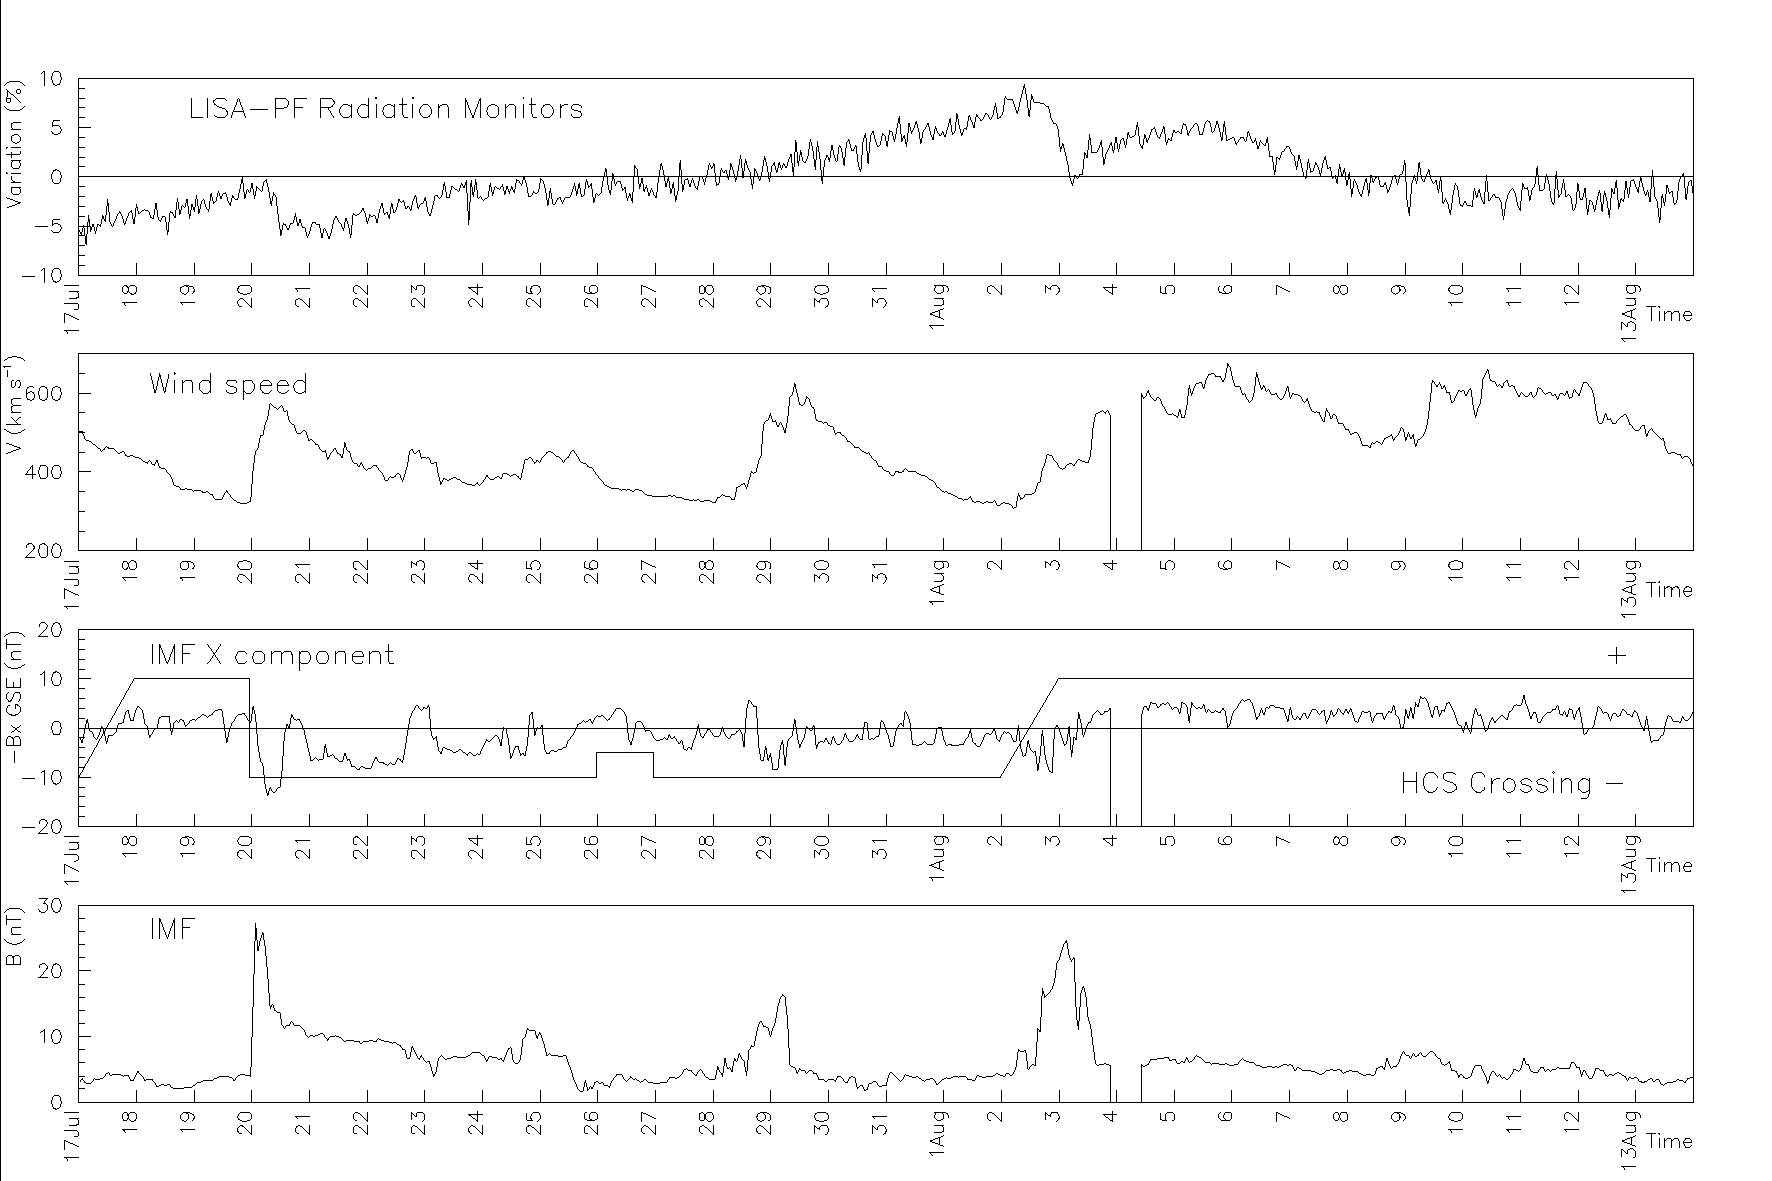 LISA-PF Radiation Monitors
Variation (%)
10
5
0
-5
-10
17Jul 18 19 20 21 22 23 24 25 26 27 28 29 30 31 1Aug 2 3 4 5 6 7 8 9 10 11 12 13Aug
Time
Wind speed
V (km s⁻¹)
600
400
200
17Jul 18 19 20 21 22 23 24 25 26 27 28 29 30 31 1Aug 2 3 4 5 6 7 8 9 10 11 12 13Aug
Time
IMF X component
+
-Bx GSE (nT)
20
10
0
-10
-20
HCS Crossing -
17Jul 18 19 20 21 22 23 24 25 26 27 28 29 30 31 1Aug 2 3 4 5 6 7 8 9 10 11 12 13Aug
Time
IMF
B (nT)
30
20
10
0
17Jul 18 19 20 21 22 23 24 25 26 27 28 29 30 31 1Aug 2 3 4 5 6 7 8 9 10 11 12 13Aug
Time